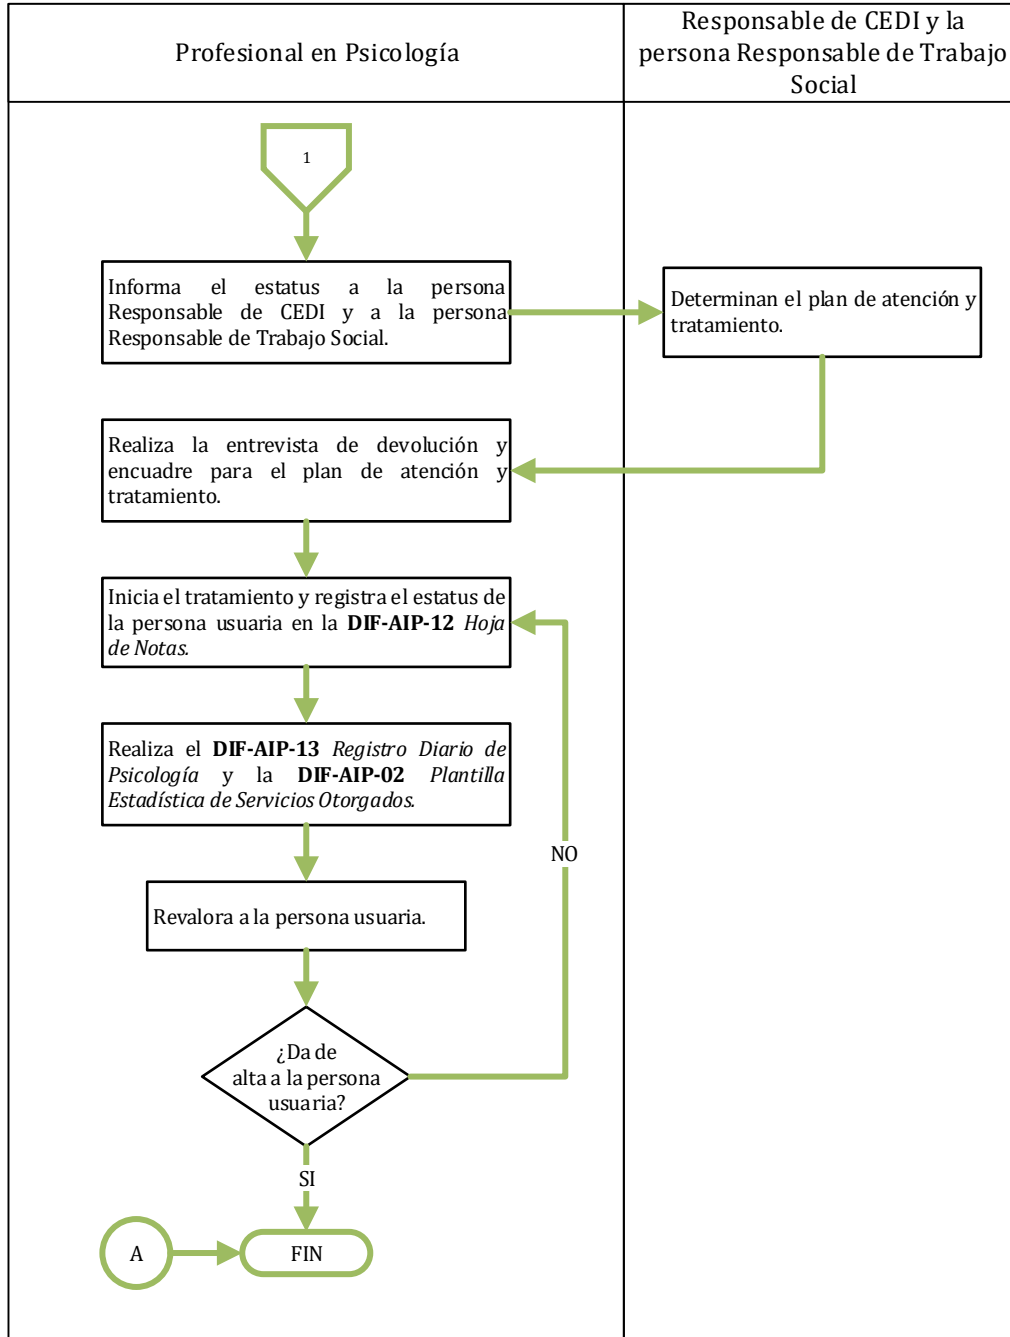 Profesional en Psicología
Responsable de CEDI y la
persona Responsable de Trabajo
Social
1
Informa el estatus a la persona
Responsable de CEDI y a la persona
Responsable de Trabajo Social.
Determinan el plan de atención y
tratamiento.
Realiza la entrevista de devolución y
encuadre para el plan de atención y
tratamiento.
Inicia el tratamiento y registra el estatus de
la persona usuaria en la DIF-AIP-12 Hoja
de Notas.
Realiza el DIF-AIP-13 Registro Diario de
Psicología y la DIF-AIP-02 Plantilla
Estadística de Servicios Otorgados.
NO
Revalora a la persona usuaria.
¿Da de
alta a la persona
usuaria?
SI
A
FIN